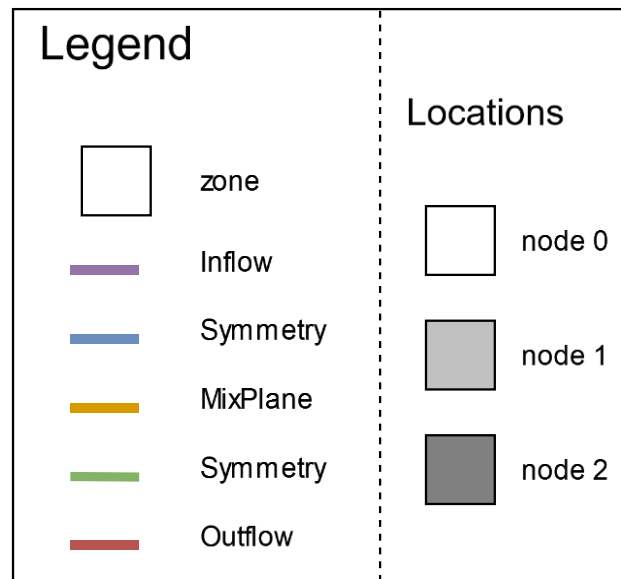 Legend
zone
Inflow
Symmetry
MixPlane
Symmetry
Outflow
Locations
node 0
node 1
node 2